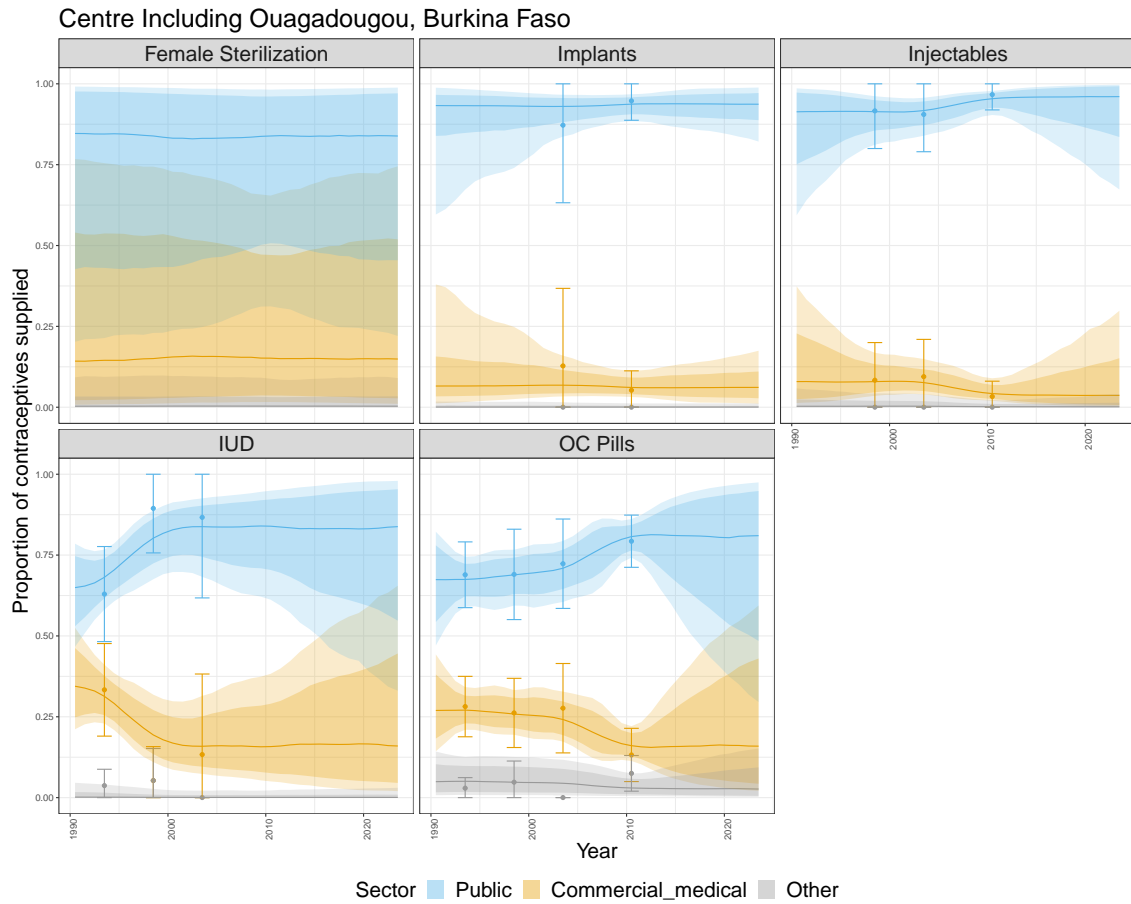 Centre Including Ouagadougou, Burkina Faso
Female Sterilization Implants Injectables
1.00
0.75
0.50
0.25
0.00
1990 2000 2010 2020
IUD OC Pills
1.00
0.75
0.50
0.25
0.00
1990 2000 2010 2020 1990 2000 2010 2020
Proportion of contraceptives supplied
Year
Sector Public Commercial_medical Other